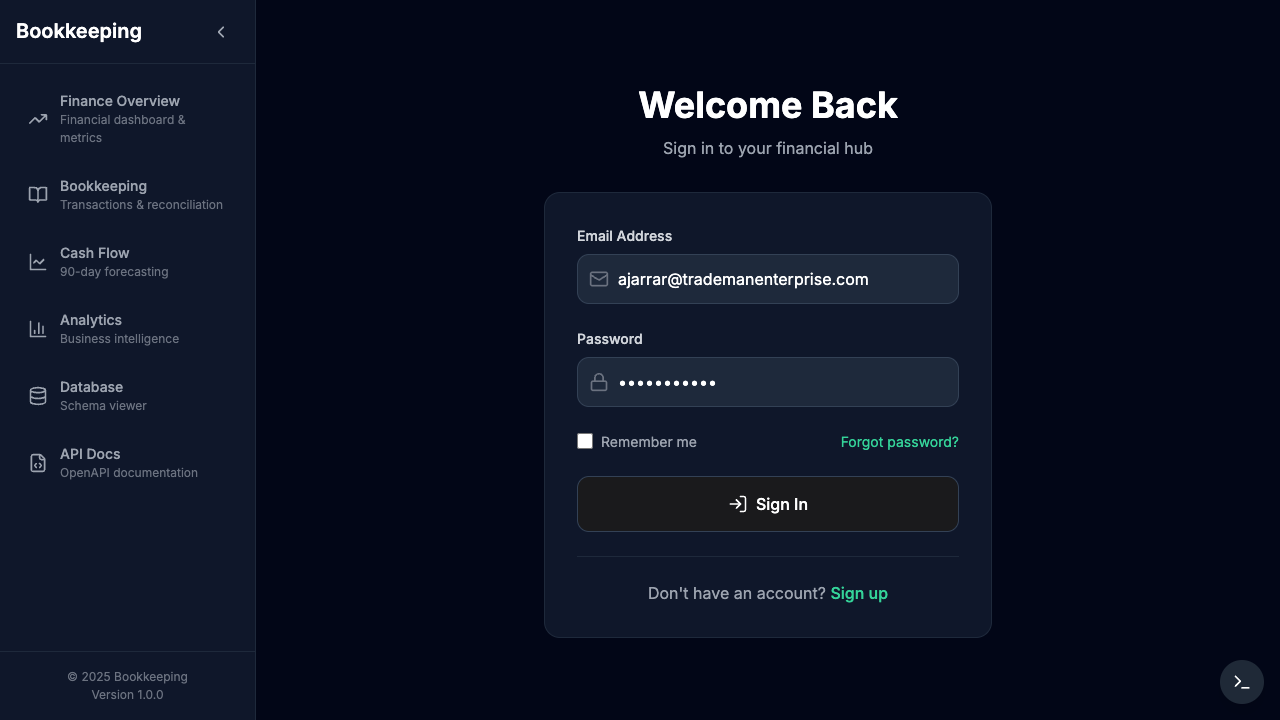 Bookkeeping
Finance Overview
Financial dashboard &
metrics
Bookkeeping
Transactions & reconciliation
Cash Flow
90-day forecasting
Analytics
Business intelligence
Database
Schema viewer
API Docs
OpenAPI documentation
© 2025 Bookkeeping
Version 1.0.0
Welcome Back
Sign in to your financial hub
Email Address
ajarrar@trademanenterprise.com
Password
•••••••••••
Remember me
Forgot password?
Sign In
Don't have an account? Sign up